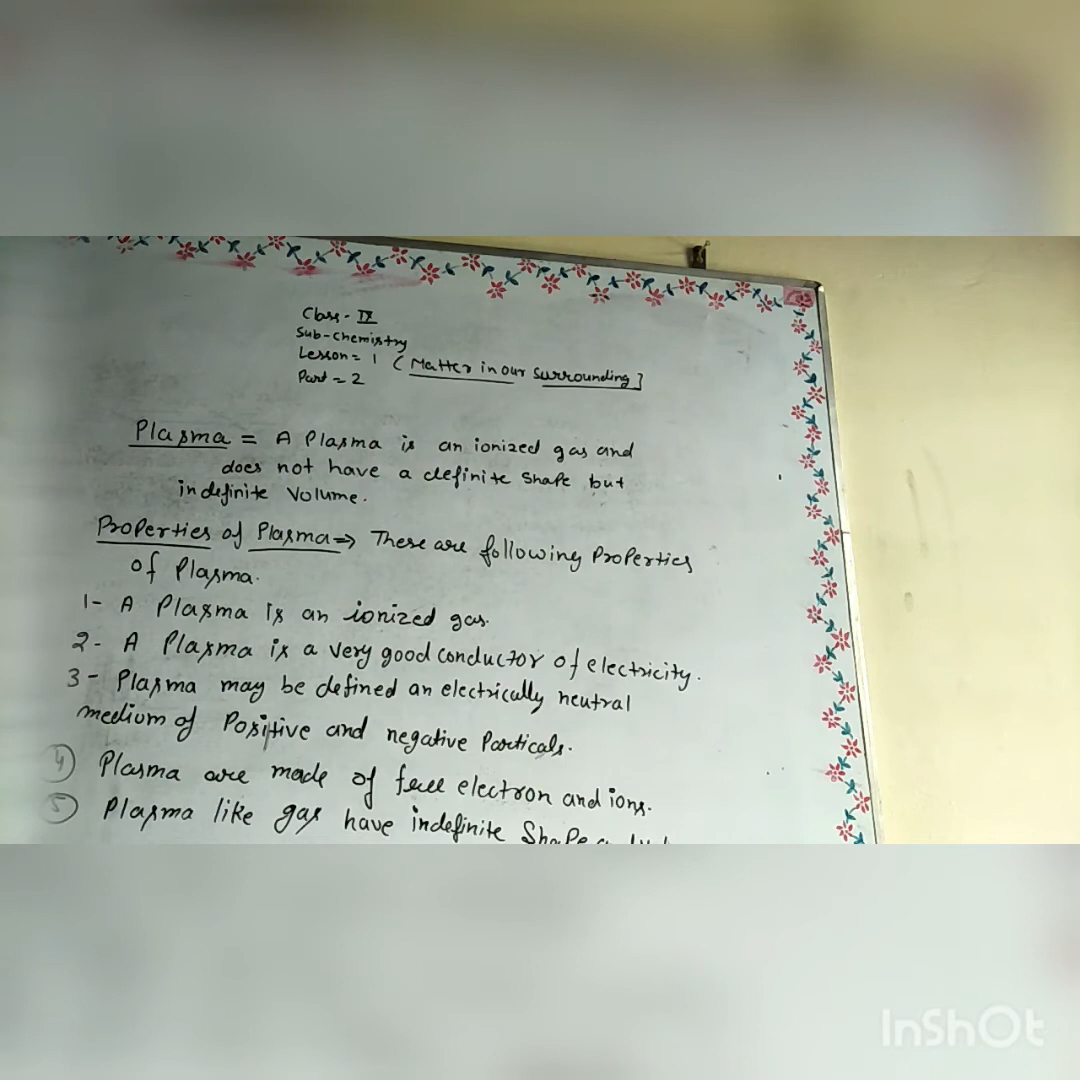 Class - IX
Sub-Chemistry
Lesson = 1 ( Matter in our Surrounding ]
Part = 2
Plasma = A Plasma is an ionized gas and
does not have a definite shape but
indefinite Volume.
Properties of Plasma => These are following Properties
of Plasma.
1- A Plasma is an ionized gas.
2- A Plasma is a very good conductor of electricity.
3- Plasma may be defined an electrically neutral
medium of Positive and negative Particals.
4 Plasma are made of free electron and ions.
5 Plasma like gas have indefinite Shape
InShOt